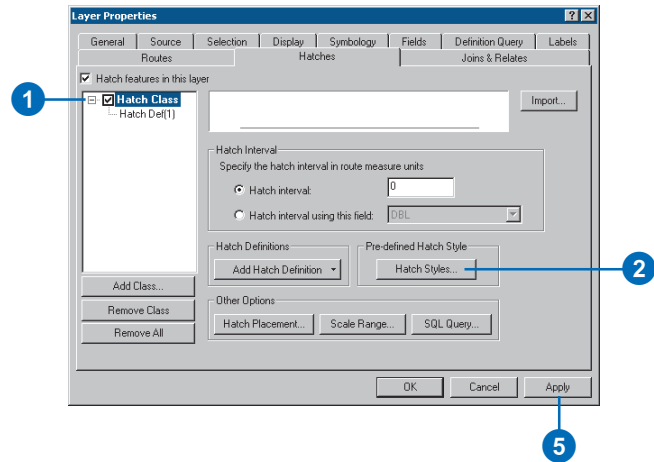 Layer Properties
General Source Selection Display Symbology Fields Definition Query Labels
Routes Hatches Joins & Relates
Hatch features in this layer
1
Hatch Class
Hatch Def(1)
Import...
Hatch Interval
Specify the hatch interval in route measure units
Hatch interval: 0
Hatch interval using this field: DBL
Hatch Definitions Pre-defined Hatch Style
Add Hatch Definition Hatch Styles... 2
Add Class...
Remove Class
Remove All
Other Options
Hatch Placement... Scale Range... SQL Query...
OK Cancel Apply
5